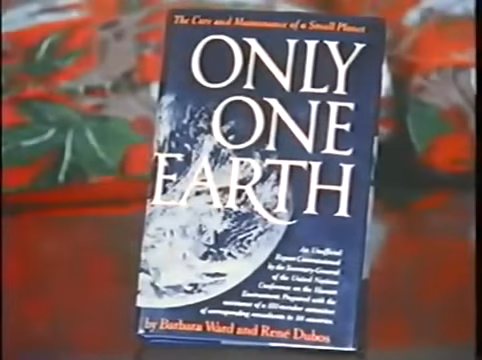 The Care and Maintenance of a Small Planet
ONLY
ONE
EARTH
An Unofficial
Report Commissioned
by the Secretary-General
of the United Nations
Conference on the Human
Environment, Prepared with the
assistance of a 152-member committee
of corresponding consultants in 58 countries.
by Barbara Ward and René Dubos